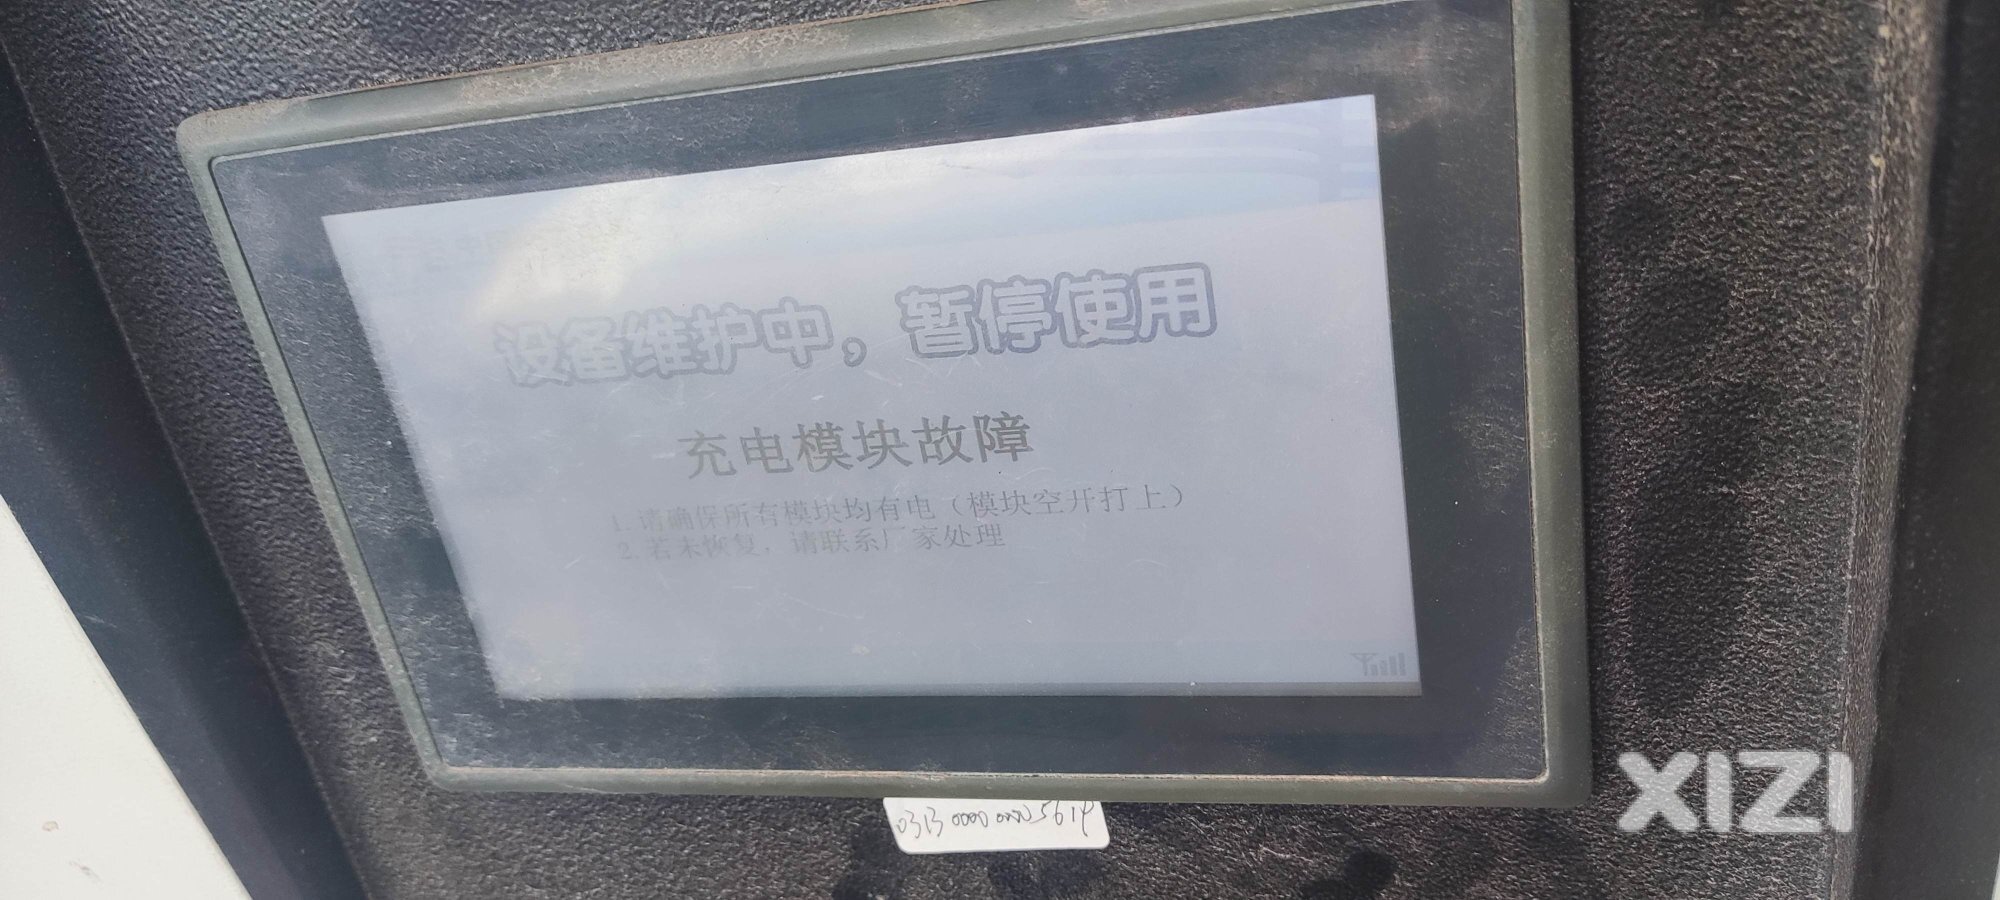 设备维护中，暂停使用
充电模块故障
1.请确保所有模块均有电（模块空开打上）
2.若未恢复，请联系厂家处理
XIZI